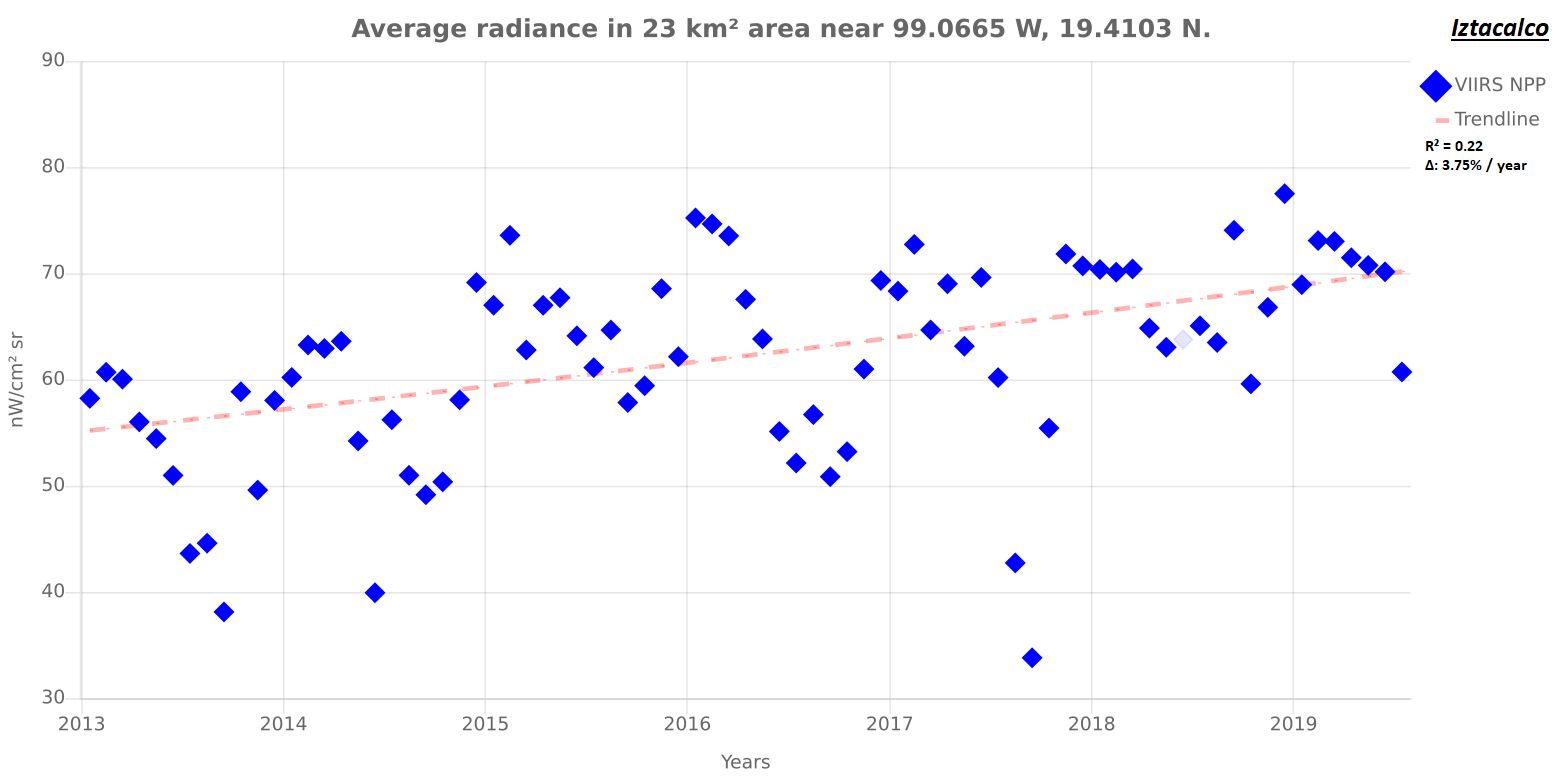 Average radiance in 23 km² area near 99.0665 W, 19.4103 N.
Iztacalco
VIIRS NPP
Trendline
R² = 0.22
Δ: 3.75% / year
90
80
70
60
50
40
30
nW/cm² sr
2013 2014 2015 2016 2017 2018 2019
Years